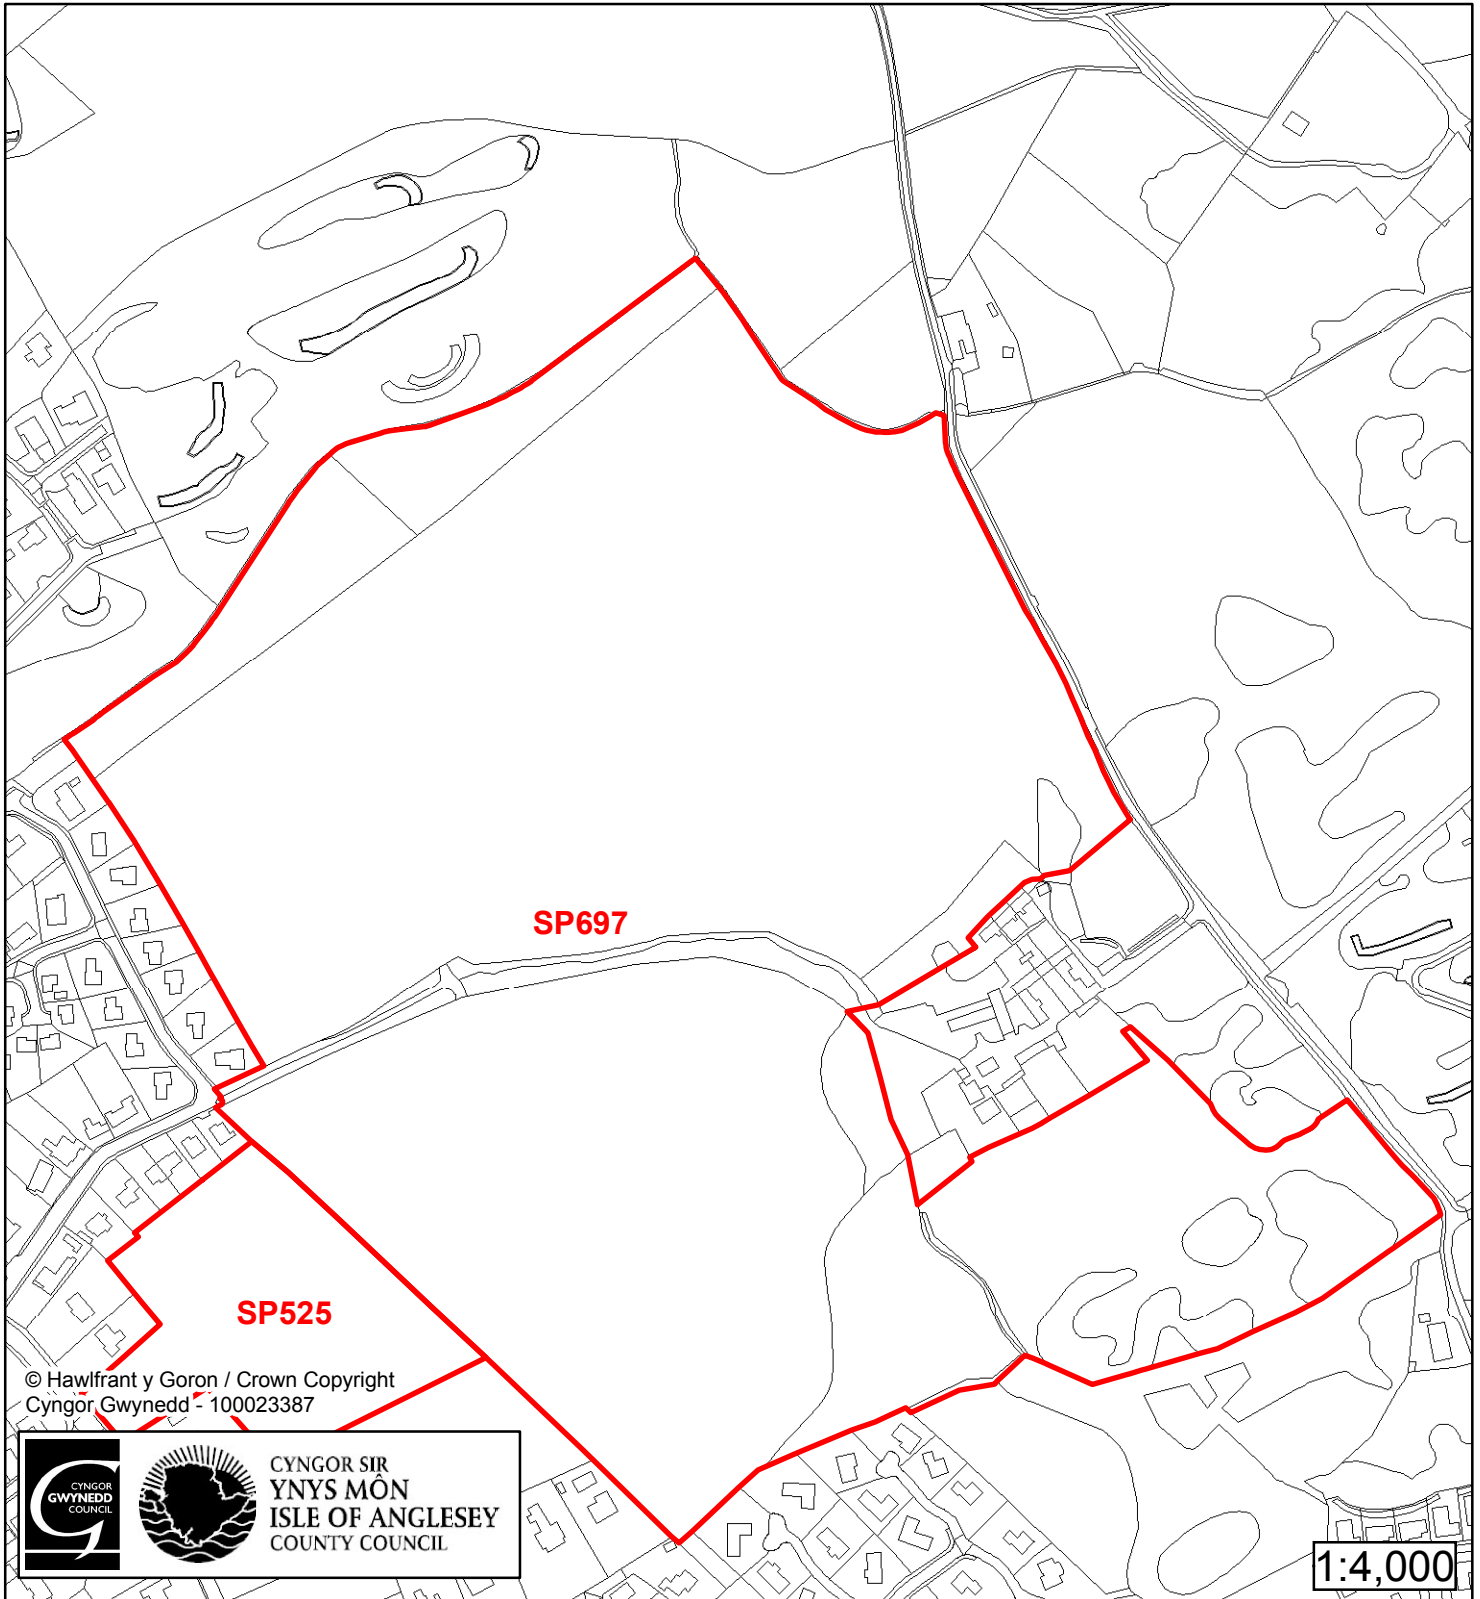 SP697
SP525
© Hawlfrant y Goron / Crown Copyright
Cyngor Gwynedd - 100023387
CYNGOR
GWYNEDD
COUNCIL
CYNGOR SIR
YNYS MÔN
ISLE OF ANGLESEY
COUNTY COUNCIL
1:4,000